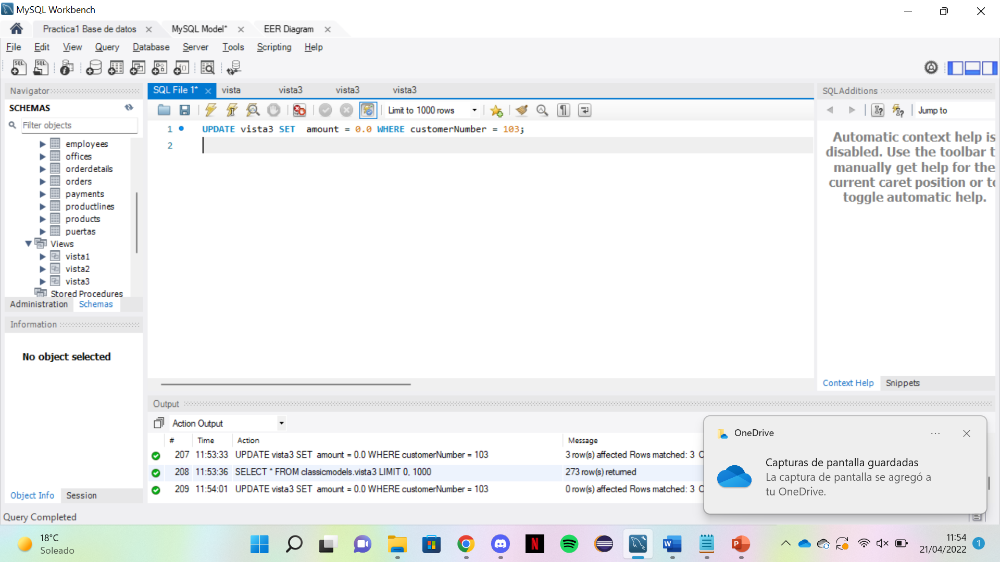 MySQL Workbench
Practica1 Base de datos
MySQL Model*
EER Diagram
File Edit View Query Database Server Tools Scripting Help
Navigator
SCHEMAS
Filter objects
employees
offices
orderdetails
orders
payments
productlines
products
puertas
Views
vista1
vista2
vista3
Stored Procedures
Administration Schemas
Information
No object selected
Object Info Session
SQL File 1* vista vista3 vista3 vista3
Limit to 1000 rows
1 UPDATE vista3 SET amount = 0.0 WHERE customerNumber = 103;
2
SQLAdditions
Jump to
Automatic context help is
disabled. Use the toolbar t
manually get help for the
current caret position or to
toggle automatic help.
Context Help Snippets
Output
Action Output
# Time Action Message
207 11:53:33 UPDATE vista3 SET amount = 0.0 WHERE customerNumber = 103 3 row(s) affected Rows matched: 3 C
208 11:53:36 SELECT * FROM classicmodels.vista3 LIMIT 0, 1000 273 row(s) returned
209 11:54:01 UPDATE vista3 SET amount = 0.0 WHERE customerNumber = 103 0 row(s) affected Rows matched: 3 C
OneDrive
Capturas de pantalla guardadas
La captura de pantalla se agregó a
tu OneDrive.
Query Completed
18°C
Soleado
11:54
21/04/2022
1